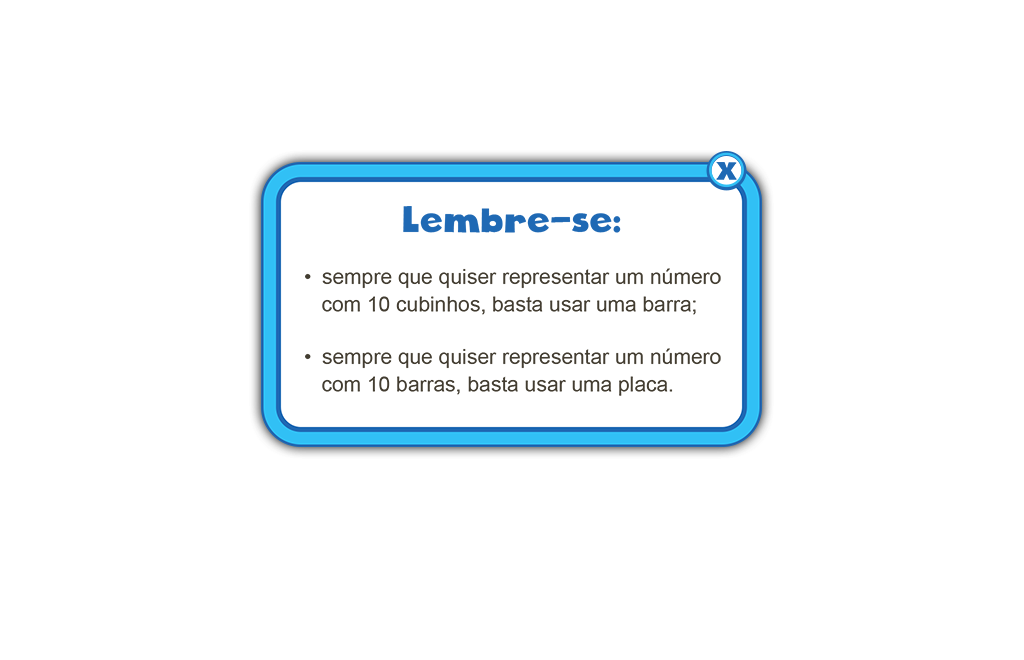 X
Lembre-se:
• sempre que quiser representar um número
com 10 cubinhos, basta usar uma barra;
• sempre que quiser representar um número
com 10 barras, basta usar uma placa.